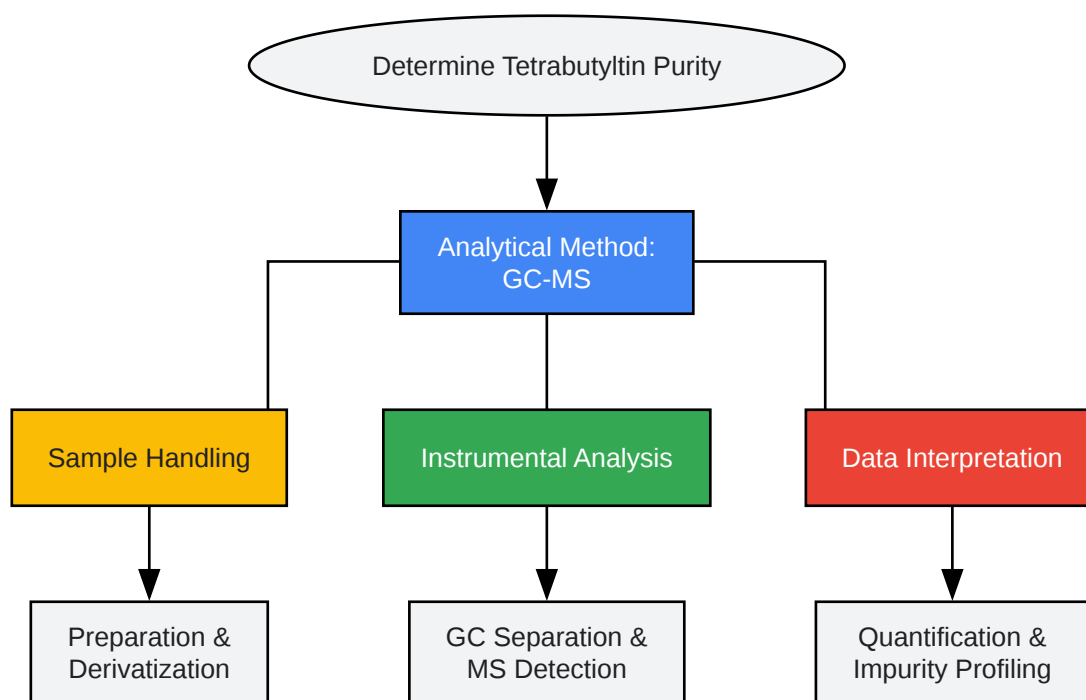 Determine Tetrabutyltin Purity
Analytical Method:
GC-MS
Sample Handling
Instrumental Analysis
Data Interpretation
Preparation &
Derivatization
GC Separation &
MS Detection
Quantification &
Impurity Profiling